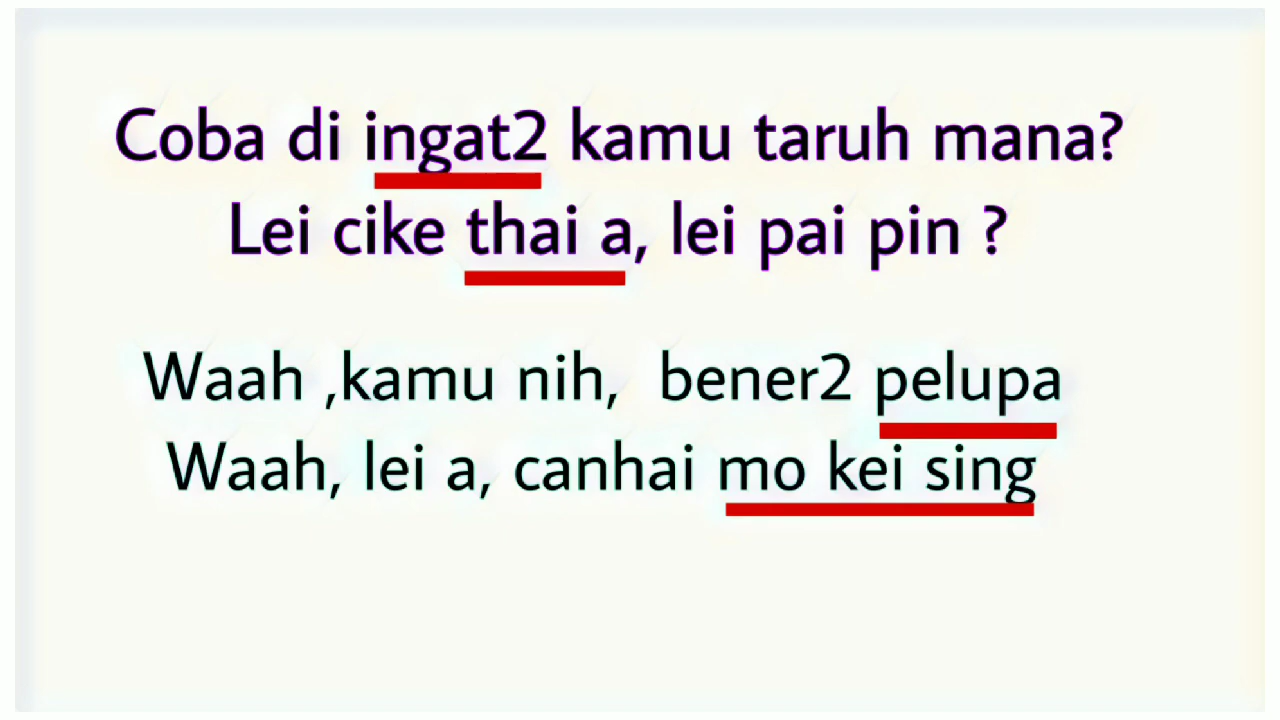 Coba di ingat2 kamu taruh mana?
Lei cike thai a, lei pai pin ?
Waah ,kamu nih, bener2 pelupa
Waah, lei a, canhai mo kei sing